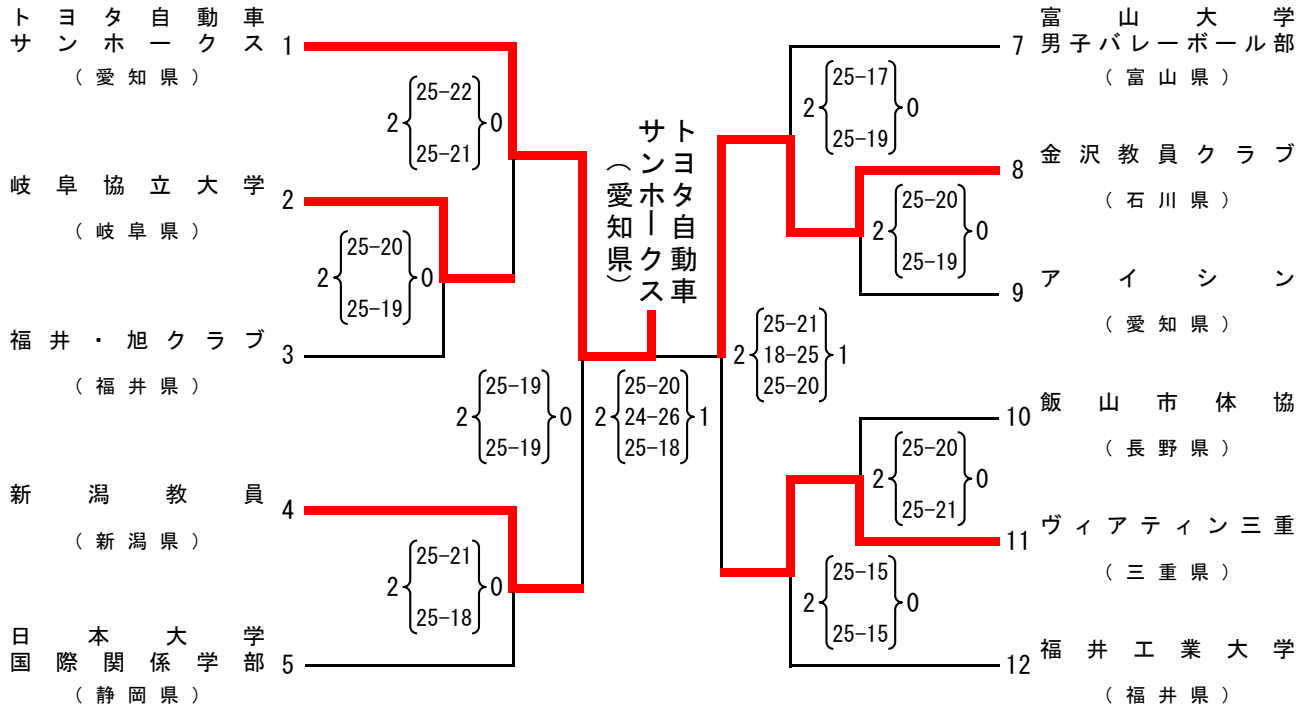 トヨタ自動車
サンホークス
1
（愛知県）
25-22
2
0
25-21
岐阜協立大学
2
（岐阜県）
25-20
2
0
25-19
福井・旭クラブ
3
（福井県）
25-19
2
0
25-19
新潟教員
4
（新潟県）
25-21
2
0
25-18
日本大学
国際関係学部
5
（静岡県）
トヨタ自動車
サンホークス
（愛知県）
25-20
2
24-26
1
25-18
25-21
2
18-25
1
25-20
富山大学
7
男子バレーボール部
（富山県）
25-17
2
0
25-19
8
金沢教員クラブ
（石川県）
25-20
2
0
25-19
9
アイシン
（愛知県）
10
飯山市体協
（長野県）
25-20
2
0
25-21
11
ヴィアティン三重
（三重県）
25-15
2
0
25-15
12
福井工業大学
（福井県）